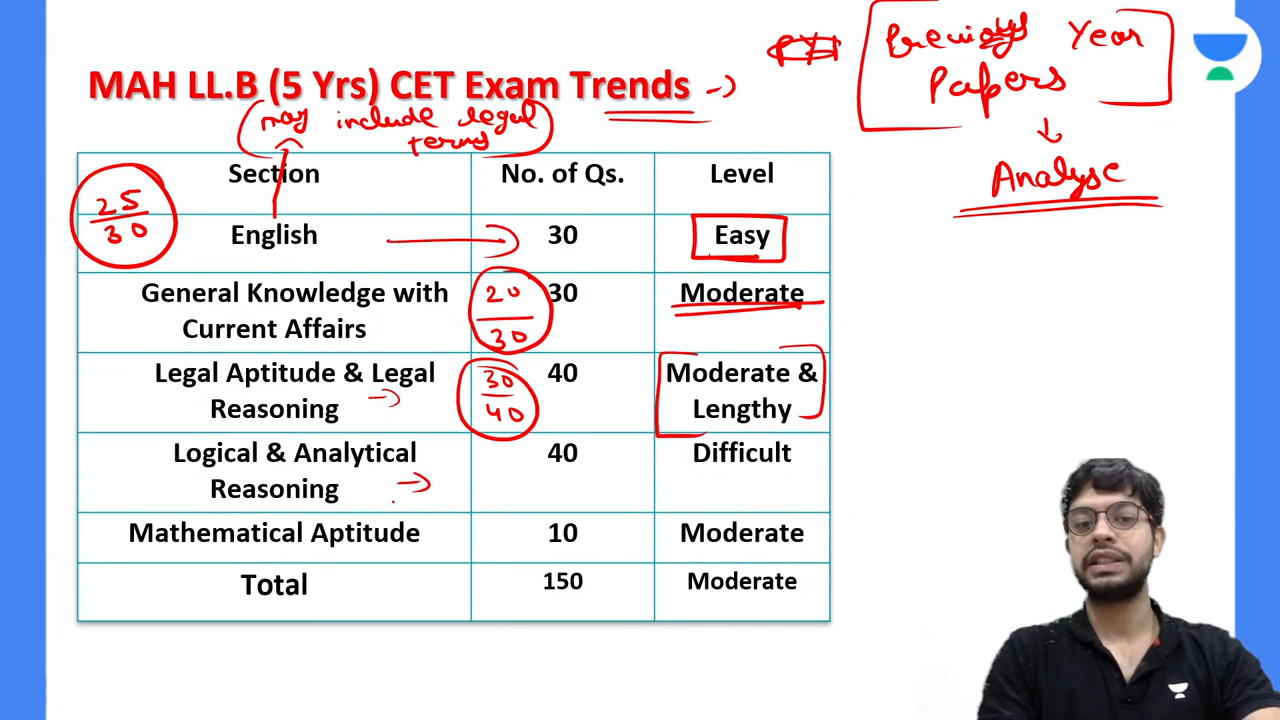 Previous Year
Papers
Analyse
MAH LL.B (5 Yrs) CET Exam Trends
may include legal
terms
Section No. of Qs. Level
25
30
English 30 Easy
General Knowledge with 30 Moderate
Current Affairs
20
30
Legal Aptitude & Legal 40 Moderate &
Reasoning Lengthy
30
40
Logical & Analytical 40 Difficult
Reasoning
Mathematical Aptitude 10 Moderate
Total 150 Moderate